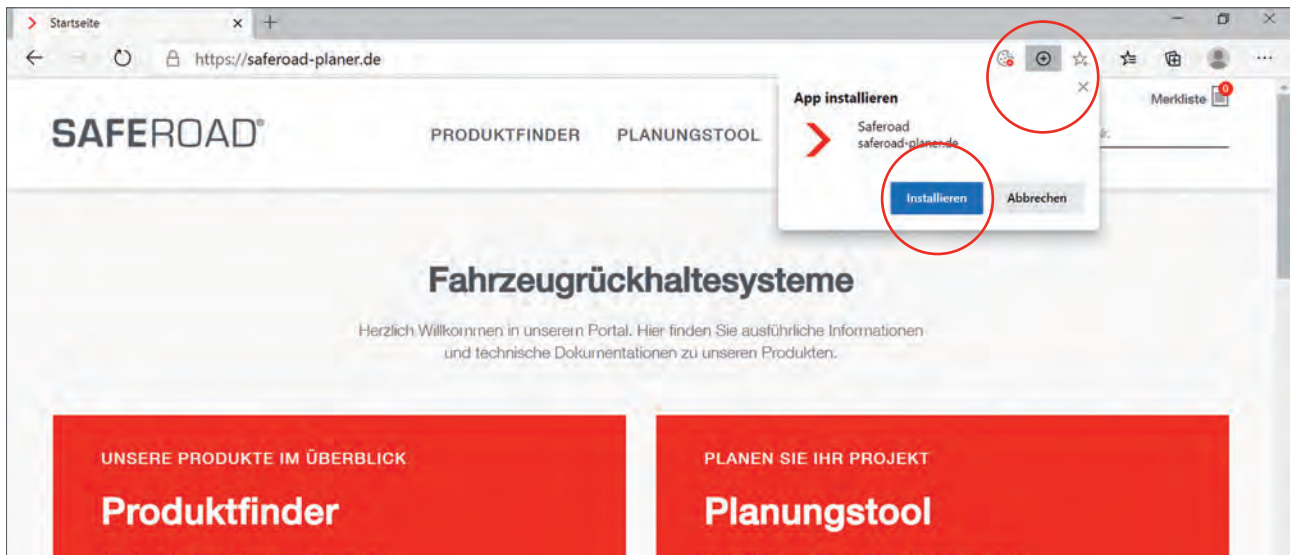 Startseite
https://saferoad-planer.de
App installieren
Saferoad
saferoad-planer.de
Installieren
Abbrechen
Merkliste
0
SAFEROAD®
PRODUKTFINDER
PLANUNGSTOOL
Fahrzeugrückhaltesysteme
Herzlich Willkommen in unserem Portal. Hier finden Sie ausführliche Informationen
und technische Dokumentationen zu unseren Produkten.
UNSERE PRODUKTE IM ÜBERBLICK
Produktfinder
PLANEN SIE IHR PROJEKT
Planungstool